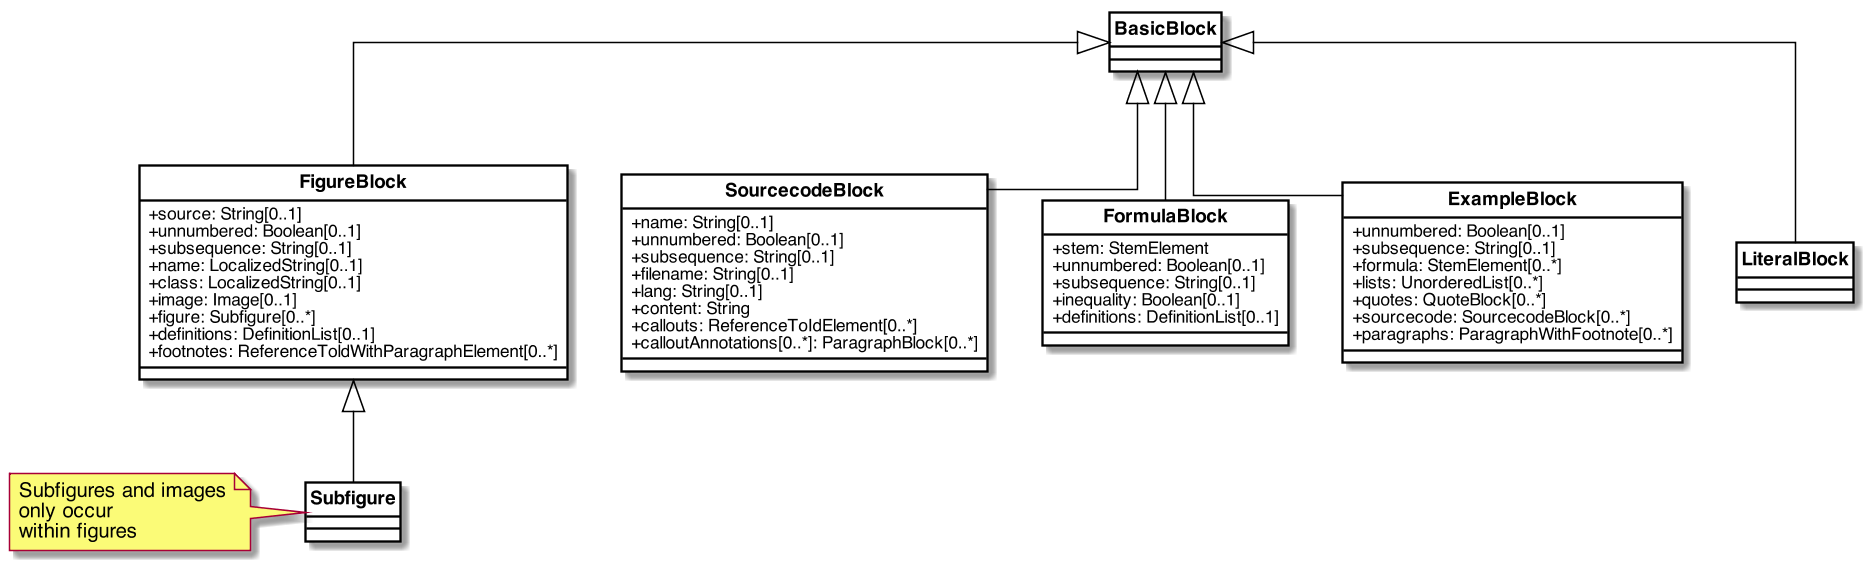 BasicBlock
FigureBlock
+source: String[0..1]
+unnumbered: Boolean[0..1]
+subsequence: String[0..1]
+name: LocalizedString[0..1]
+class: LocalizedString[0..1]
+image: Image[0..1]
+figure: Subfigure[0..*]
+definitions: DefinitionList[0..1]
+footnotes: ReferenceToIdWithParagraphElement[0..*]
SourcecodeBlock
+name: String[0..1]
+unnumbered: Boolean[0..1]
+subsequence: String[0..1]
+filename: String[0..1]
+lang: String[0..1]
+content: String
+callouts: ReferenceToIdElement[0..*]
+calloutAnnotations[0..*]: ParagraphBlock[0..*]
FormulaBlock
+stem: StemElement
+unnumbered: Boolean[0..1]
+subsequence: String[0..1]
+inequality: Boolean[0..1]
+definitions: DefinitionList[0..1]
ExampleBlock
+unnumbered: Boolean[0..1]
+subsequence: String[0..1]
+formula: StemElement[0..*]
+lists: UnorderedList[0..*]
+quotes: QuoteBlock[0..*]
+sourcecode: SourcecodeBlock[0..*]
+paragraphs: ParagraphWithFootnote[0..*]
LiteralBlock
Subfigures and images
only occur
within figures
Subfigure